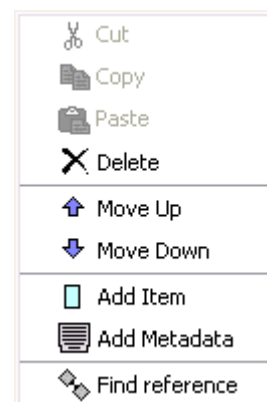 Cut
Copy
Paste
Delete
Move Up
Move Down
Add Item
Add Metadata
Find reference